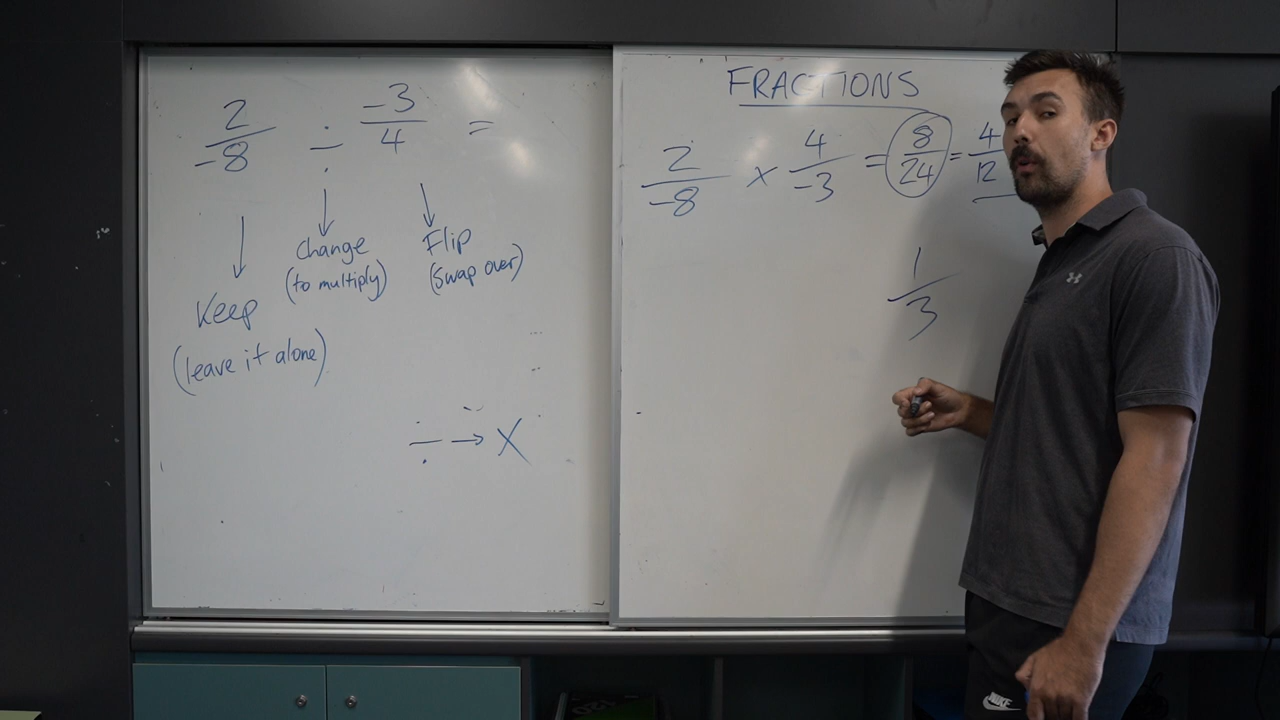 2/-8 ÷ -3/4 =
Keep
(leave it alone)
Change
(to multiply)
Flip
(swap over)
÷ → X
FRACTIONS
2/-8 x 4/-3 = 8/24 = 4/12
1/3